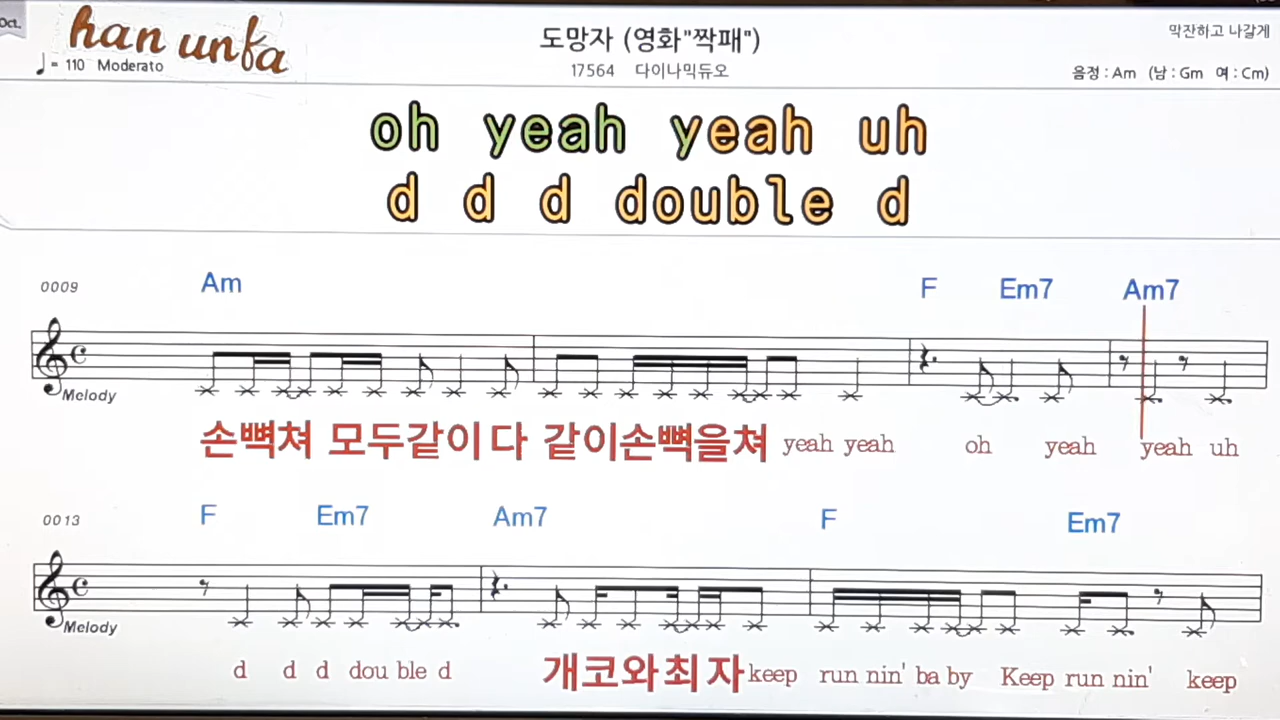 Oct.
han unfa
도망자 (영화"짝패")
막잔하고 나갈게
♩= 110 Moderato
17564 다이나믹듀오
음정 : Am (남 : Gm 여 : Cm)
oh yeah yeah uh
d d d double d
0009 Am F Em7 Am7
Melody
손뼉쳐 모두같이다 같이손뼉을쳐 yeah yeah oh yeah yeah uh
0013 F Em7 Am7 F Em7
Melody
d d d dou ble d 개코와최자 keep run nin' ba by Keep run nin' keep